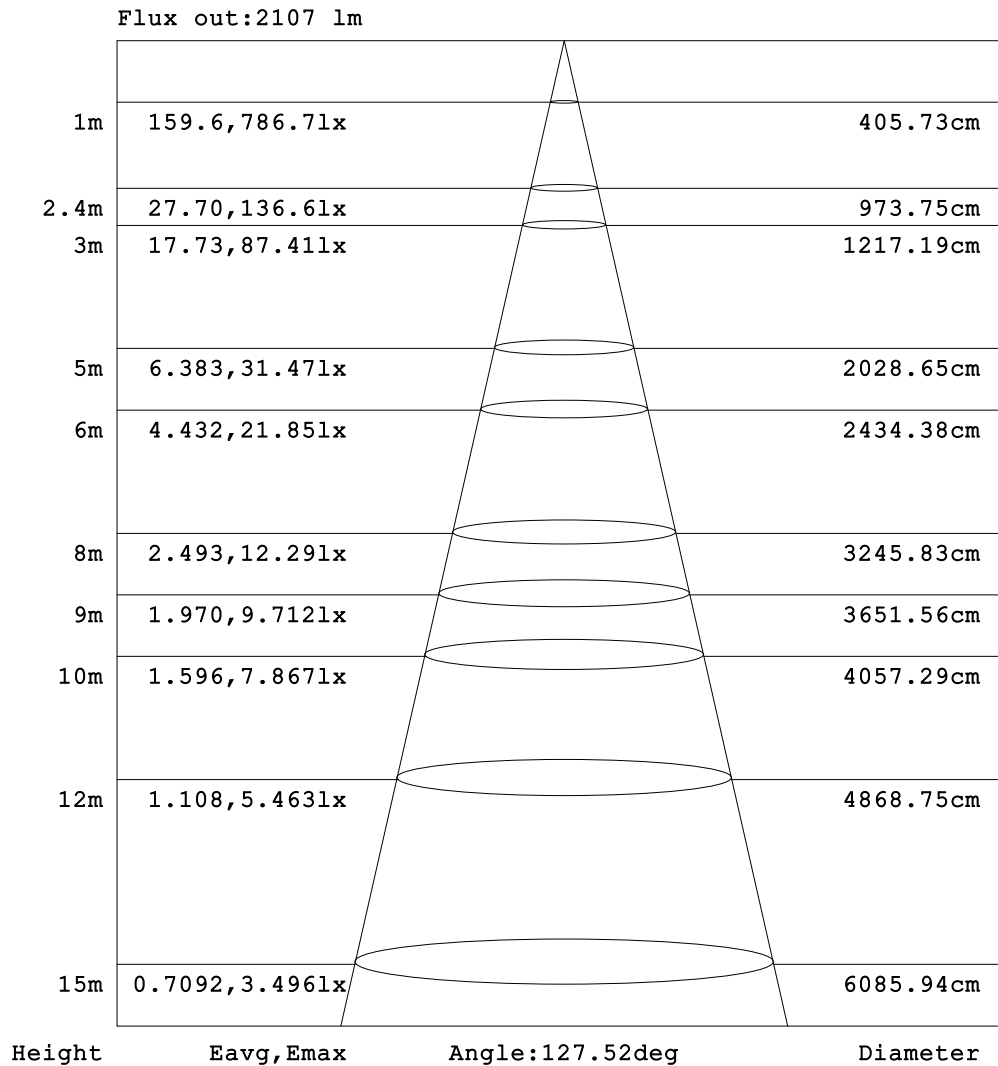 Flux out:2107 lm
1m 159.6,786.7lx 405.73cm
2.4m 27.70,136.6lx 973.75cm
3m 17.73,87.41lx 1217.19cm
5m 6.383,31.47lx 2028.65cm
6m 4.432,21.85lx 2434.38cm
8m 2.493,12.29lx 3245.83cm
9m 1.970,9.712lx 3651.56cm
10m 1.596,7.867lx 4057.29cm
12m 1.108,5.463lx 4868.75cm
15m 0.7092,3.496lx 6085.94cm
Height Eavg,Emax Angle:127.52deg Diameter